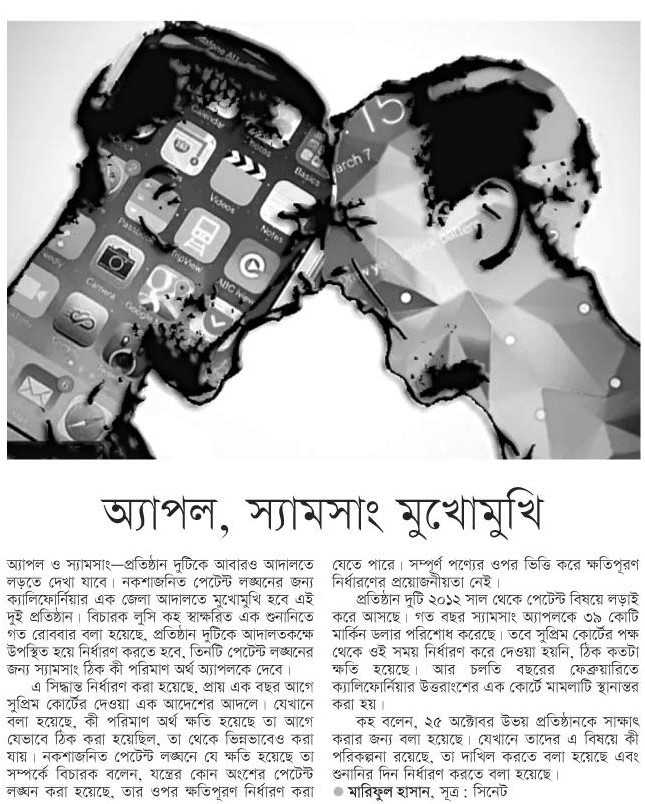 Calendar
Photos
Basics
Videos
Notes
Passbook
TripView
ABC iview
Camera
Google
15
arch 7
অ্যাপল, স্যামসাং মুখোমুখি
অ্যাপল ও স্যামসাং—প্রতিষ্ঠান দুটিকে আবারও আদালতে
লড়তে দেখা যাবে। নকশাজনিত পেটেন্ট লঙ্ঘনের জন্য
ক্যালিফোর্নিয়ার এক জেলা আদালতে মুখোমুখি হবে এই
দুই প্রতিষ্ঠান। বিচারক লুসি কহ স্বাক্ষরিত এক শুনানিতে
গত রোববার বলা হয়েছে, প্রতিষ্ঠান দুটিকে আদালতকক্ষে
উপস্থিত হয়ে নির্ধারণ করতে হবে, তিনটি পেটেন্ট লঙ্ঘনের
জন্য স্যামসাং ঠিক কী পরিমাণ অর্থ অ্যাপলকে দেবে।
এ সিদ্ধান্ত নির্ধারণ করা হয়েছে, প্রায় এক বছর আগে
সুপ্রিম কোর্টের দেওয়া এক আদেশের আদলে। যেখানে
বলা হয়েছে, কী পরিমাণ অর্থ ক্ষতি হয়েছে তা আগে
যেভাবে ঠিক করা হয়েছিল, তা থেকে ভিন্নভাবেও করা
যায়। নকশাজনিত পেটেন্ট লঙ্ঘনে যে ক্ষতি হয়েছে তা
সম্পর্কে বিচারক বলেন, যন্ত্রের কোন অংশের পেটেন্ট
লঙ্ঘন করা হয়েছে, তার ওপর ক্ষতিপূরণ নির্ধারণ করা
যেতে পারে। সম্পূর্ণ পণ্যের ওপর ভিত্তি করে ক্ষতিপূরণ
নির্ধারণের প্রয়োজনীয়তা নেই।
প্রতিষ্ঠান দুটি ২০১২ সাল থেকে পেটেন্ট বিষয়ে লড়াই
করে আসছে। গত বছর স্যামসাং অ্যাপলকে ৩৯ কোটি
মার্কিন ডলার পরিশোধ করেছে। তবে সুপ্রিম কোর্টের পক্ষ
থেকে ওই সময় নির্ধারণ করে দেওয়া হয়নি, ঠিক কতটা
ক্ষতি হয়েছে। আর চলতি বছরের ফেব্রুয়ারিতে
ক্যালিফোর্নিয়ার উত্তরাংশের এক কোর্টে মামলাটি স্থানান্তর
করা হয়।
কহ বলেন, ২৫ অক্টোবর উভয় প্রতিষ্ঠানকে সাক্ষাৎ
করার জন্য বলা হয়েছে। যেখানে তাদের এ বিষয়ে কী
পরিকল্পনা রয়েছে, তা দাখিল করতে বলা হয়েছে এবং
শুনানির দিন নির্ধারণ করতে বলা হয়েছে।
● মারিফুল হাসান, সূত্র : সিনেট